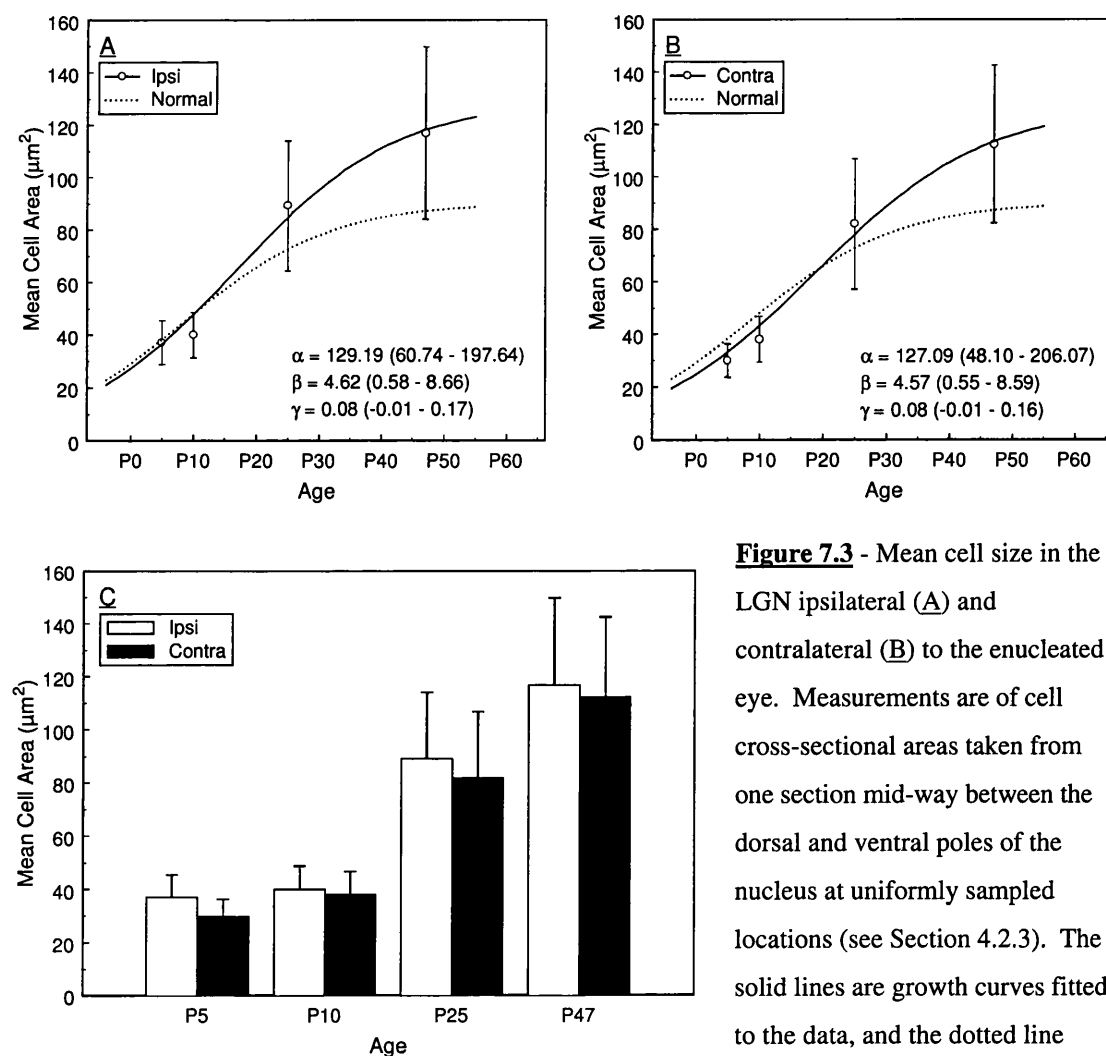 A
Ipsi
Normal
Mean Cell Area (μm²)
160
140
120
100
80
60
40
20
0
α = 129.19 (60.74 - 197.64)
β = 4.62 (0.58 - 8.66)
γ = 0.08 (-0.01 - 0.17)
P0 P10 P20 P30 P40 P50 P60
Age
B
Contra
Normal
Mean Cell Area (μm²)
160
140
120
100
80
60
40
20
0
α = 127.09 (48.10 - 206.07)
β = 4.57 (0.55 - 8.59)
γ = 0.08 (-0.01 - 0.16)
P0 P10 P20 P30 P40 P50 P60
Age
C
Ipsi
Contra
Mean Cell Area (μm²)
160
140
120
100
80
60
40
20
0
P5 P10 P25 P47
Age
Figure 7.3 - Mean cell size in the
LGN ipsilateral (A) and
contralateral (B) to the enucleated
eye. Measurements are of cell
cross-sectional areas taken from
one section mid-way between the
dorsal and ventral poles of the
nucleus at uniformly sampled
locations (see Section 4.2.3). The
solid lines are growth curves fitted
to the data, and the dotted line